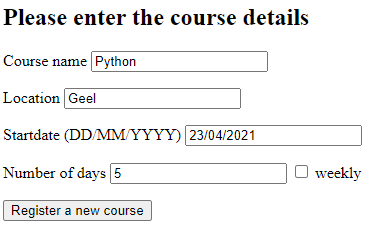 Please enter the course details
Course name Python
Location Geel
Startdate (DD/MM/YYYY) 23/04/2021
Number of days 5 weekly
Register a new course